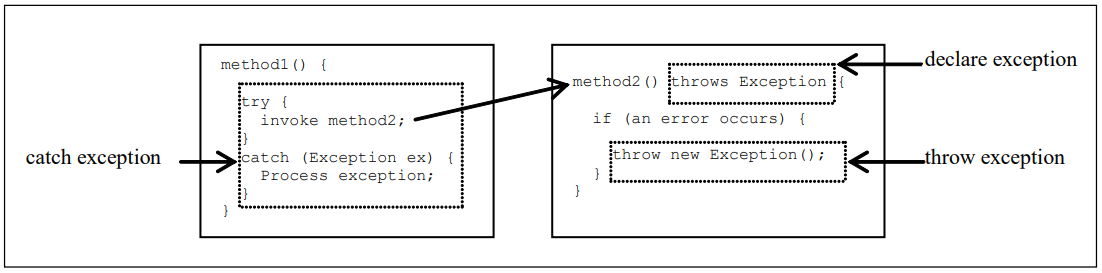 catch exception
method1() {
try {
invoke method2;
}
catch (Exception ex) {
Process exception;
}
}
method2() throws Exception {
if (an error occurs) {
throw new Exception();
}
}
declare exception
throw exception